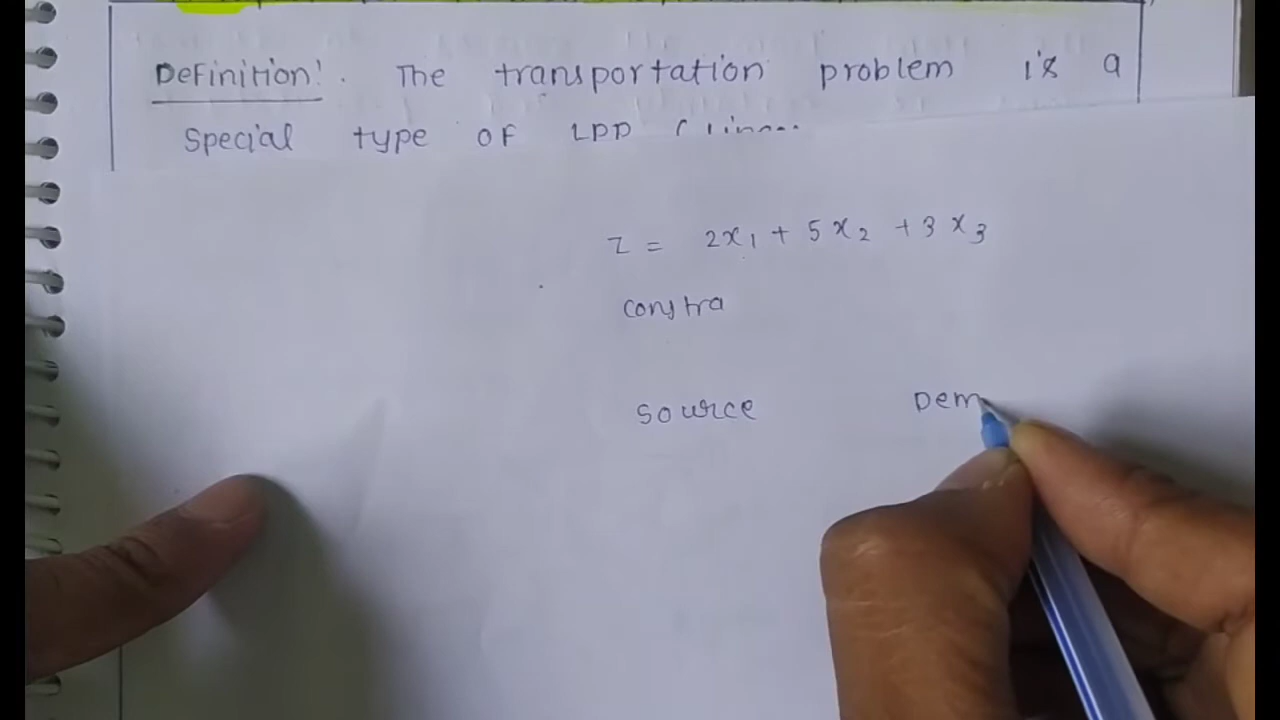 Definition: The transportation problem is a
Special type of LPP
Z = 2x₁ + 5x₂ + 3x₃
constra
source Dem